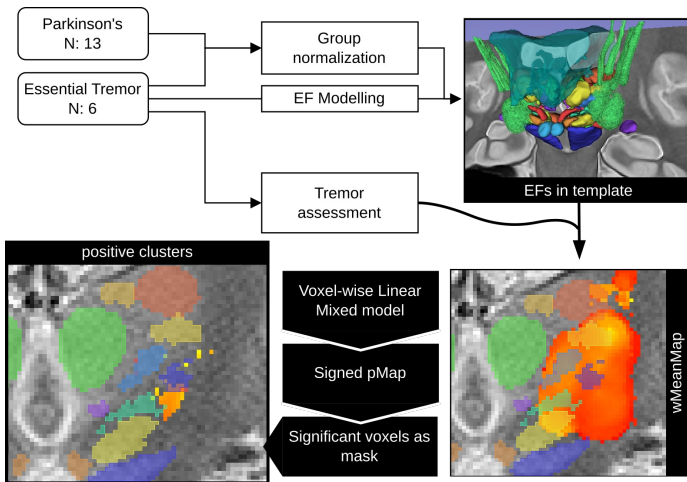 Parkinson's
N: 13
Essential Tremor
N: 6
Group
normalization
EF Modelling
Tremor
assessment
EFs in template
positive clusters
Voxel-wise Linear
Mixed model
Signed pMap
Significant voxels as
mask
wMeanMap